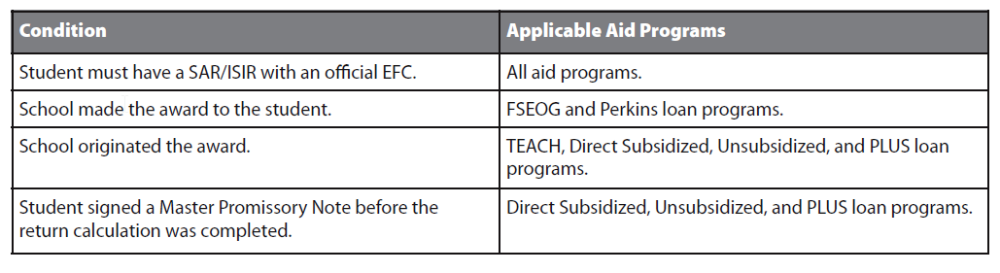 Condition Applicable Aid Programs
Student must have a SAR/ISIR with an official EFC. All aid programs.
School made the award to the student. FSEOG and Perkins loan programs.
School originated the award. TEACH, Direct Subsidized, Unsubsidized, and PLUS loan
programs.
Student signed a Master Promissory Note before the Direct Subsidized, Unsubsidized, and PLUS loan programs.
return calculation was completed.